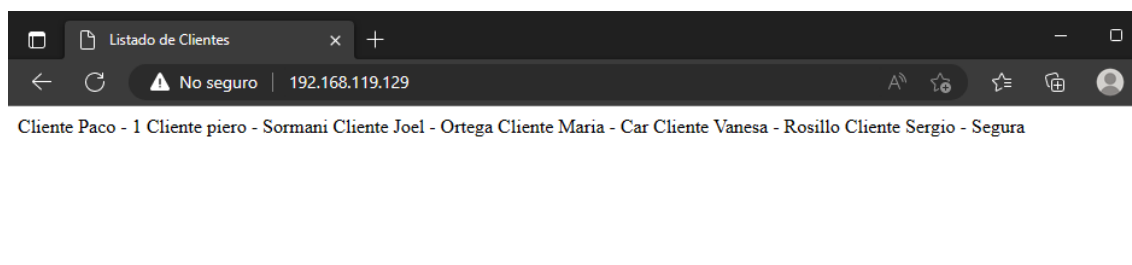 Listado de Clientes
No seguro | 192.168.119.129
Cliente Paco - 1 Cliente piero - Sormani Cliente Joel - Ortega Cliente Maria - Car Cliente Vanesa - Rosillo Cliente Sergio - Segura